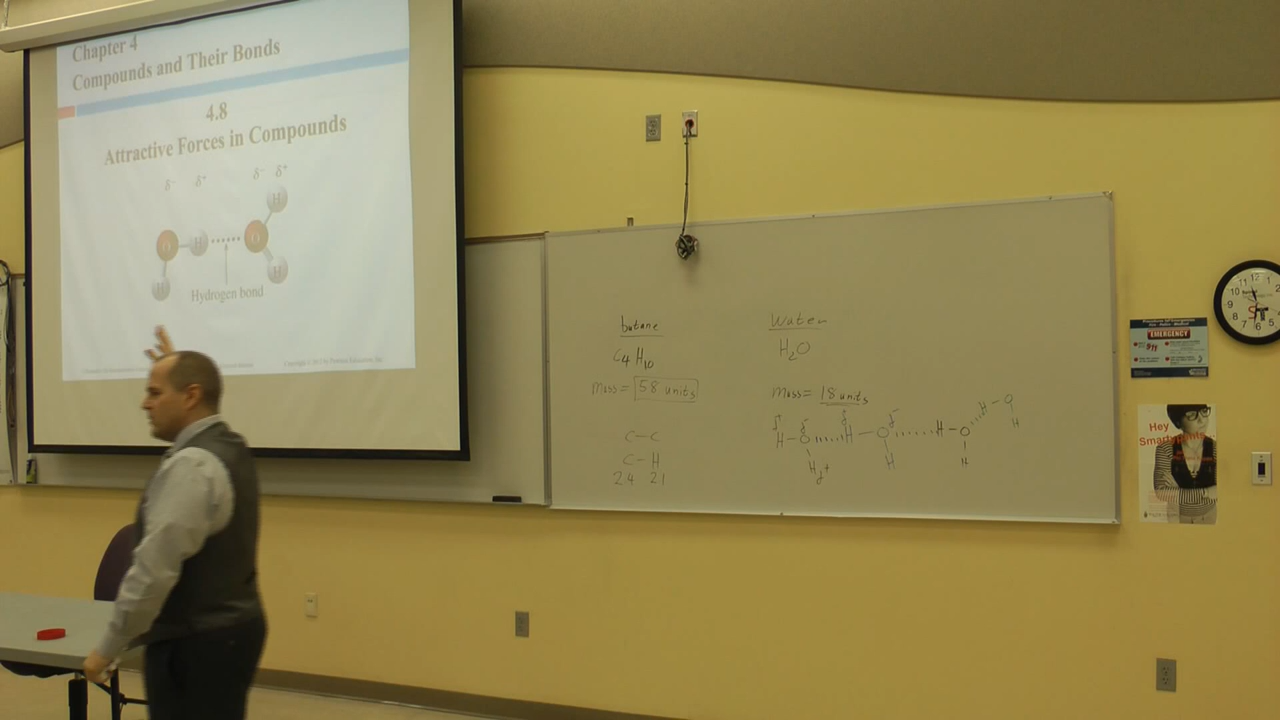 Chapter 4
Compounds and Their Bonds
4.8
Attractive Forces in Compounds
δ- δ+ δ- δ+
H
O H O
H H
Hydrogen bond
butane
C4H10
Mass = 58 units
C-C
C-H
2.4 2.1
Water
H2O
Mass = 18 units
δ+ δ- δ δ-
H-O H-O H-O H-O
H δ+ H H H
EMERGENCY
911
Hey